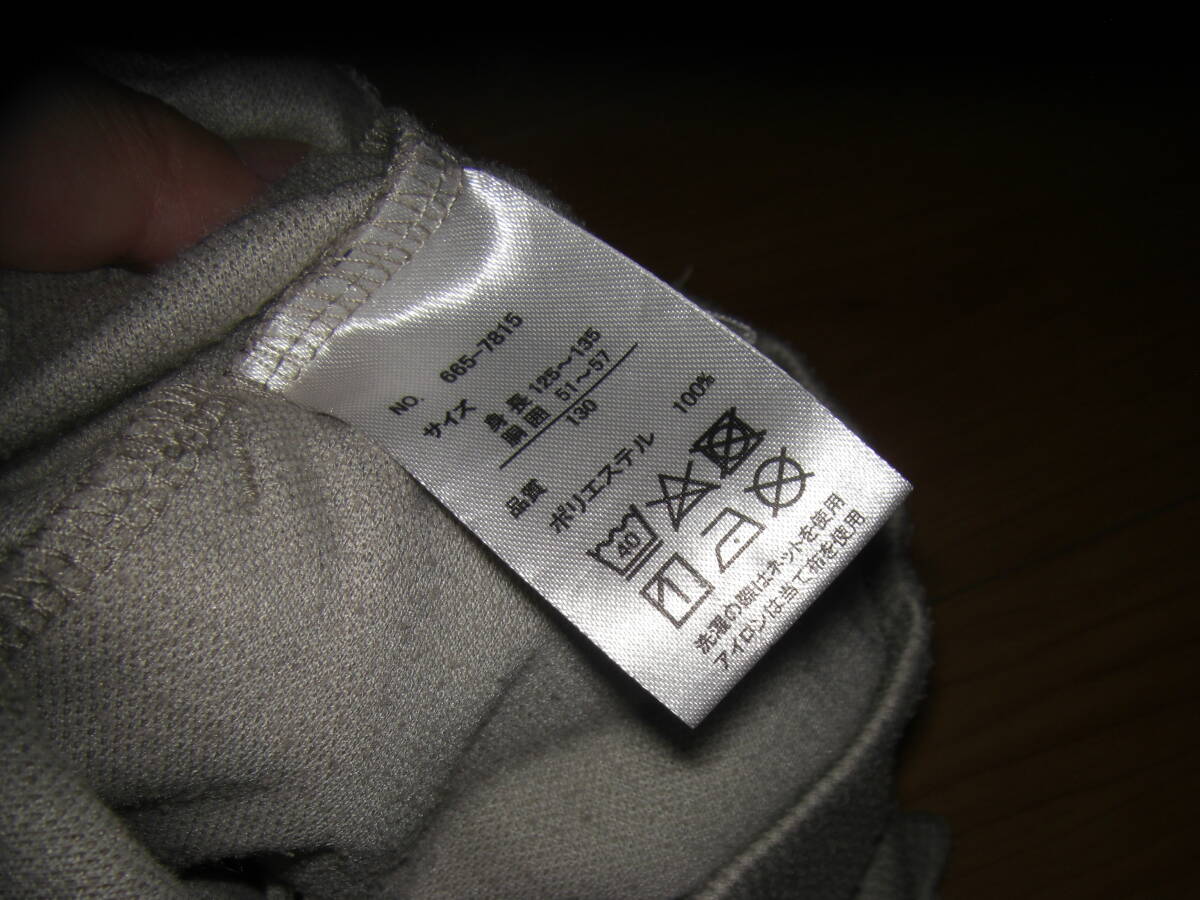 NO. 665-7815
サイズ 身長 125～135
胴囲 51～57
130
品質 ポリエステル 100%
40
洗濯の際はネットを使用
アイロンは当て布を使用